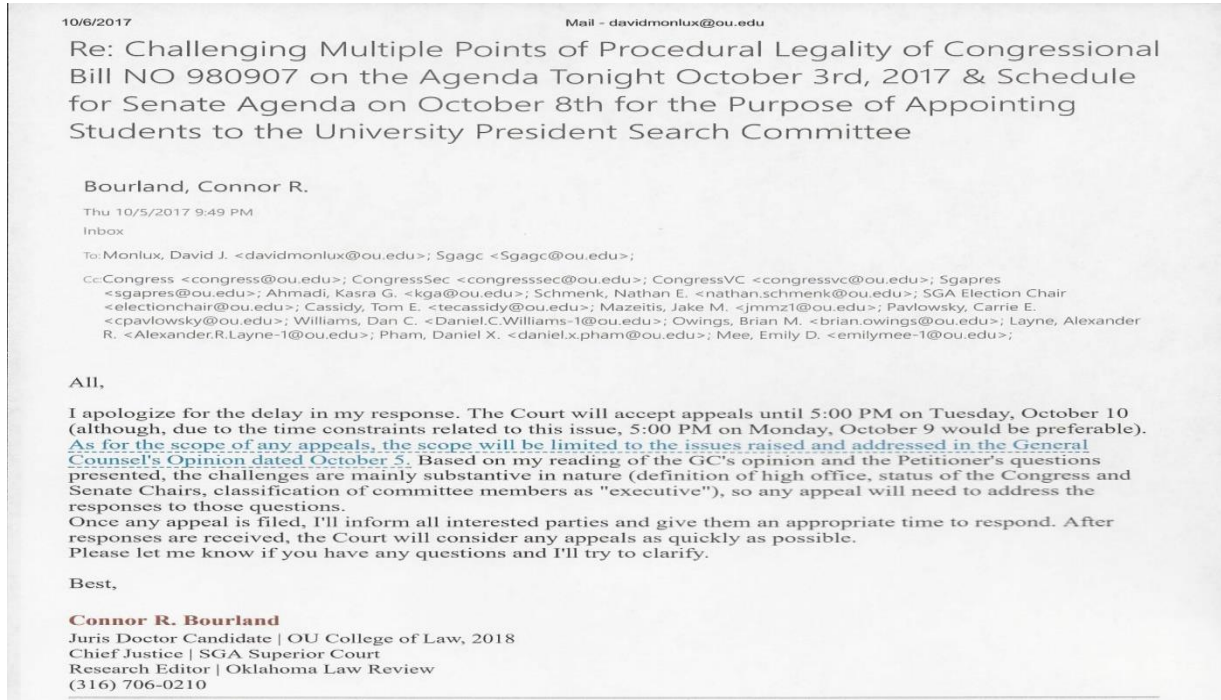 10/6/2017 Mail - davidmonlux@ou.edu
Re: Challenging Multiple Points of Procedural Legality of Congressional
Bill NO 980907 on the Agenda Tonight October 3rd, 2017 & Schedule
for Senate Agenda on October 8th for the Purpose of Appointing
Students to the University President Search Committee
Bourland, Connor R.
Thu 10/5/2017 9:49 PM
Inbox
To:Monlux, David J. <davidmonlux@ou.edu>; Sgagc <Sgagc@ou.edu>;
Cc:Congress <congress@ou.edu>; CongressSec <congresssec@ou.edu>; CongressVC <congressvc@ou.edu>; Sgapres
<sgapres@ou.edu>; Ahmadi, Kasra G. <kga@ou.edu>; Schmenk, Nathan E. <nathan.schmenk@ou.edu>; SGA Election Chair
<electionchair@ou.edu>; Cassidy, Tom E. <tecassidy@ou.edu>; Mazeitis, Jake M. <jmmz1@ou.edu>; Pavlowsky, Carrie E.
<cpavlowsky@ou.edu>; Williams, Dan C. <Daniel.C.Williams-1@ou.edu>; Owings, Brian M. <brian.owings@ou.edu>; Layne, Alexander
R. <Alexander.R.Layne-1@ou.edu>; Pham, Daniel X. <daniel.x.pham@ou.edu>; Mee, Emily D. <emilymee-1@ou.edu>;
All,
I apologize for the delay in my response. The Court will accept appeals until 5:00 PM on Tuesday, October 10
(although, due to the time constraints related to this issue, 5:00 PM on Monday, October 9 would be preferable).
As for the scope of any appeals, the scope will be limited to the issues raised and addressed in the General
Counsel's Opinion dated October 5. Based on my reading of the GC's opinion and the Petitioner's questions
presented, the challenges are mainly substantive in nature (definition of high office, status of the Congress and
Senate Chairs, classification of committee members as "executive"), so any appeal will need to address the
responses to those questions.
Once any appeal is filed, I'll inform all interested parties and give them an appropriate time to respond. After
responses are received, the Court will consider any appeals as quickly as possible.
Please let me know if you have any questions and I'll try to clarify.
Best,
Connor R. Bourland
Juris Doctor Candidate | OU College of Law, 2018
Chief Justice | SGA Superior Court
Research Editor | Oklahoma Law Review
(316) 706-0210